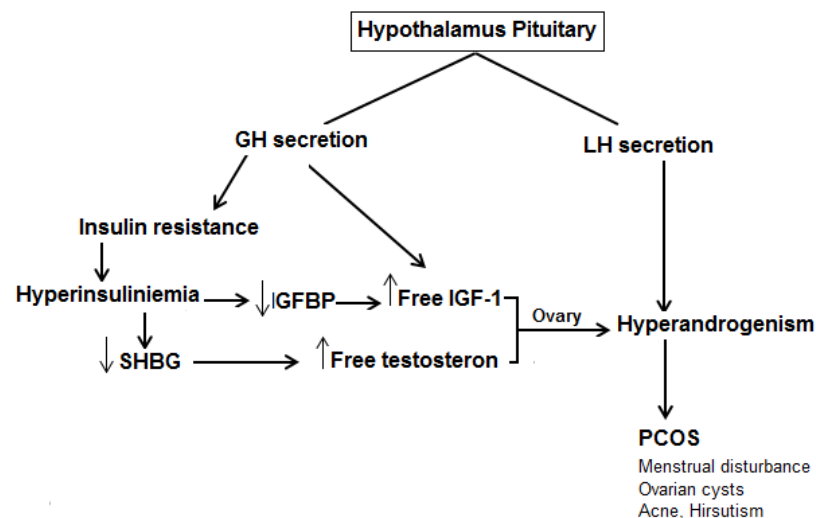 Hypothalamus Pituitary
GH secretion
LH secretion
Insulin resistance
Hyperinsuliniemia
↓IGFBP
↑Free IGF-1
Ovary
Hyperandrogenism
↓ SHBG
↑Free testosteron
PCOS
Menstrual disturbance
Ovarian cysts
Acne, Hirsutism